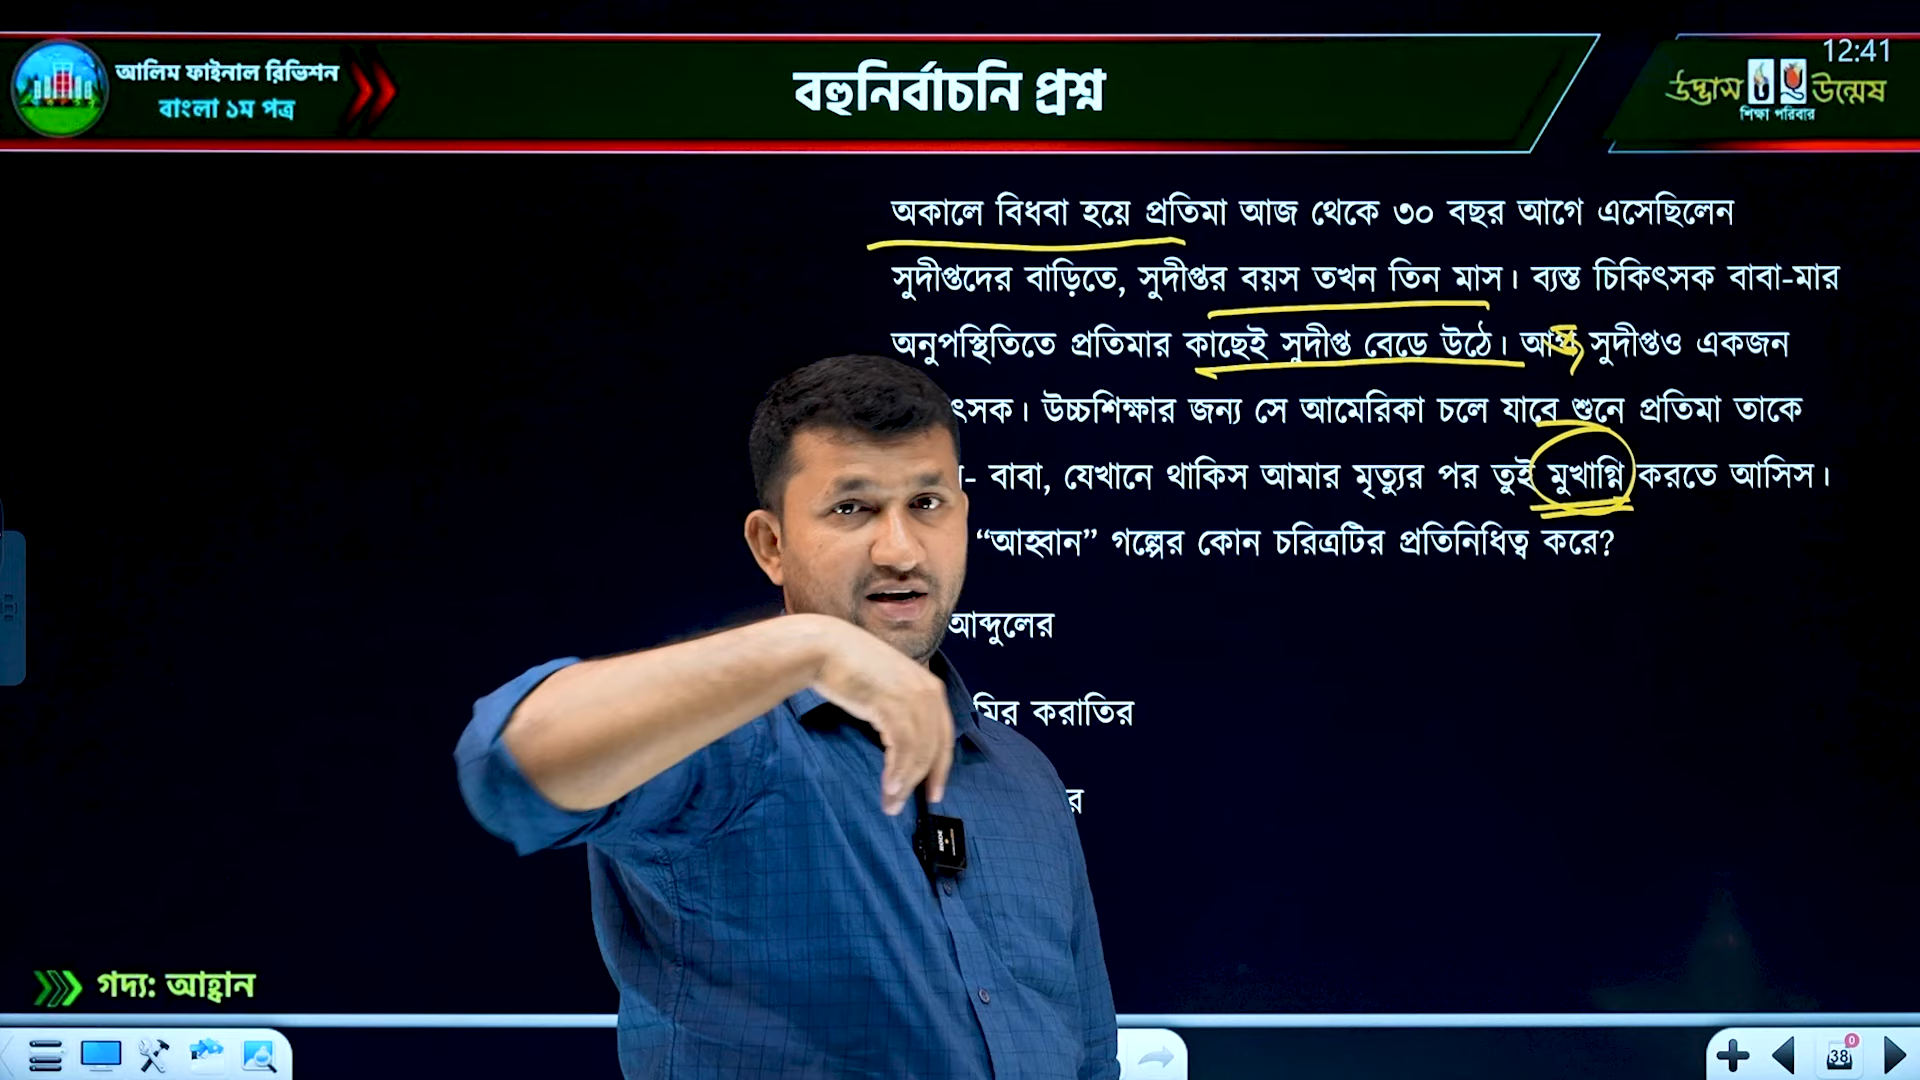 আলিম ফাইনাল রিভিশন
বাংলা ১ম পত্র
বহুনির্বাচনি প্রশ্ন
12:41
উদ্ভাস উন্মেষ
শিক্ষা পরিবার
অকালে বিধবা হয়ে প্রতিমা আজ থেকে ৩০ বছর আগে এসেছিলেন
সুদীপ্তদের বাড়িতে, সুদীপ্তর বয়স তখন তিন মাস। ব্যস্ত চিকিৎসক বাবা-মার
অনুপস্থিতিতে প্রতিমার কাছেই সুদীপ্ত বেড়ে উঠে। সুদীপ্তও একজন
উচ্চশিক্ষার জন্য সে আমেরিকা চলে যাবে শুনে প্রতিমা তাকে
- বাবা, যেখানে থাকিস আমার মৃত্যুর পর তুই মুখাগ্নি করতে আসিস।
“আহ্বান” গল্পের কোন চরিত্রটির প্রতিনিধিত্ব করে?
আব্দুলের
করাতির
গদ্য: আহ্বান
38
0